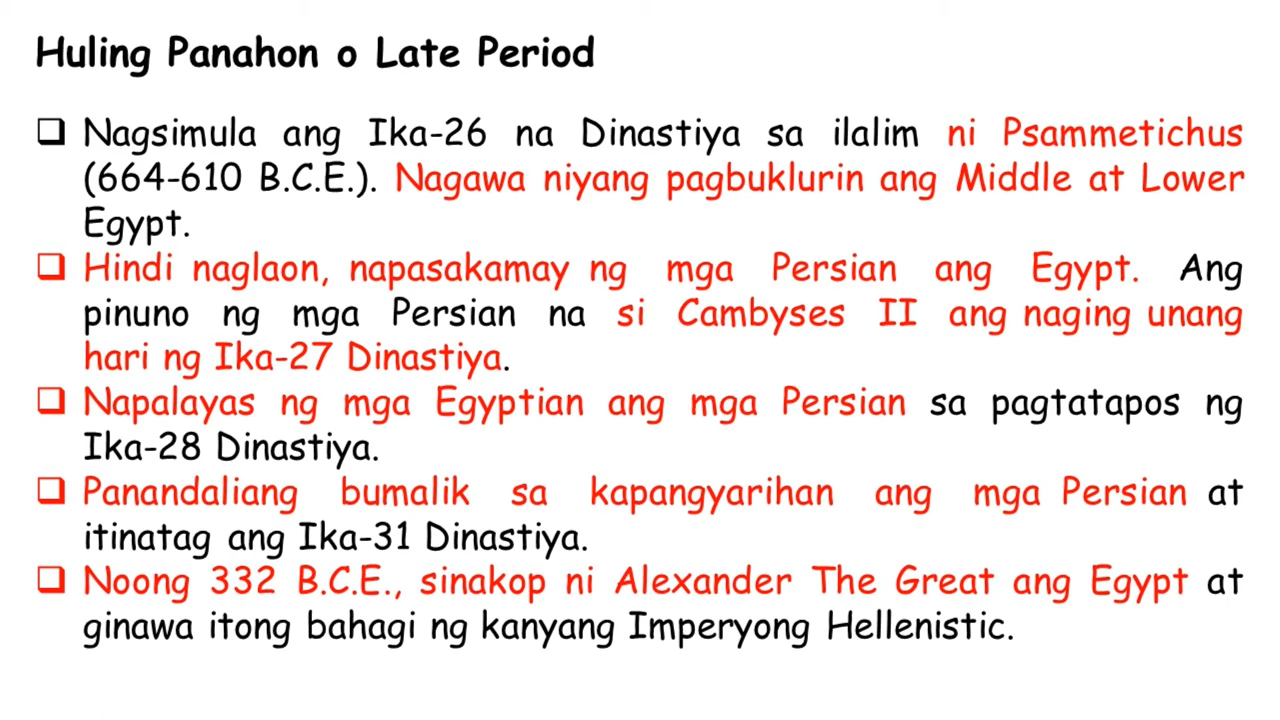 Huling Panahon o Late Period
❑ Nagsimula ang Ika-26 na Dinastiya sa ilalim ni Psammetichus
(664-610 B.C.E.). Nagawa niyang pagbuklurin ang Middle at Lower
Egypt.
❑ Hindi naglaon, napasakamay ng mga Persian ang Egypt. Ang
pinuno ng mga Persian na si Cambyses II ang naging unang
hari ng Ika-27 Dinastiya.
❑ Napalayas ng mga Egyptian ang mga Persian sa pagtatapos ng
Ika-28 Dinastiya.
❑ Panandaliang bumalik sa kapangyarihan ang mga Persian at
itinatag ang Ika-31 Dinastiya.
❑ Noong 332 B.C.E., sinakop ni Alexander The Great ang Egypt at
ginawa itong bahagi ng kanyang Imperyong Hellenistic.